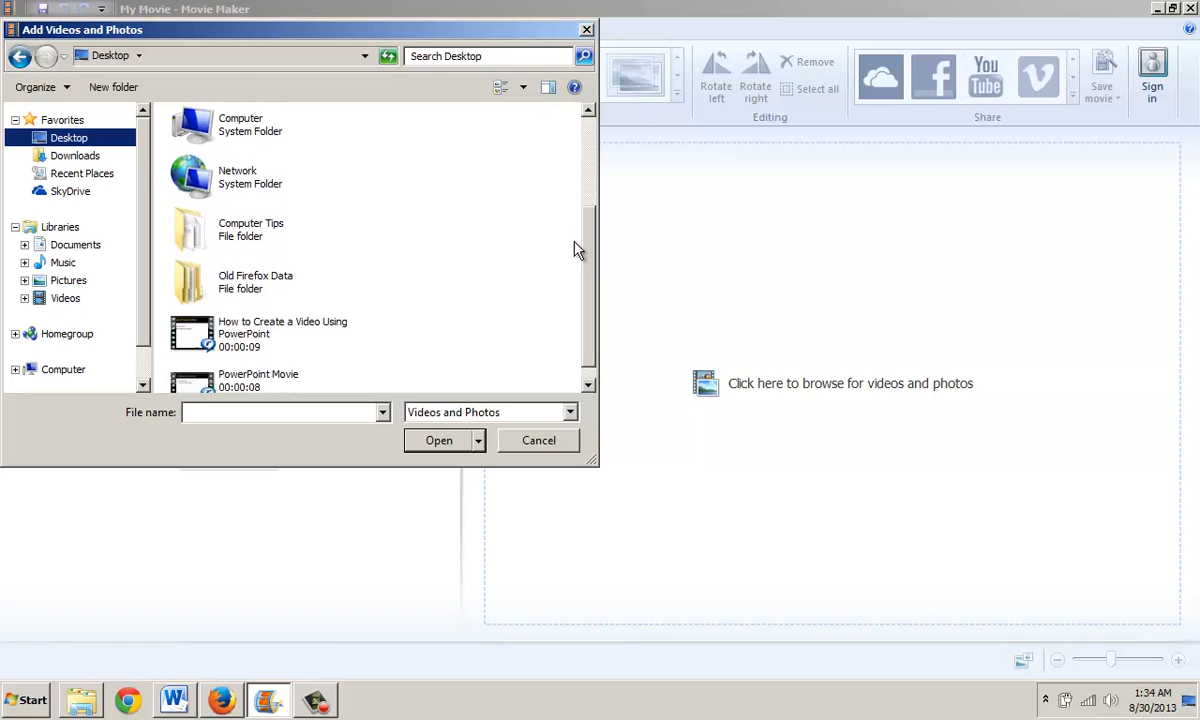 My Movie - Movie Maker
Add Videos and Photos
Desktop
Search Desktop
Organize
New folder
Favorites
Desktop
Downloads
Recent Places
SkyDrive
Libraries
Documents
Music
Pictures
Videos
Homegroup
Computer
Computer
System Folder
Network
System Folder
Computer Tips
File folder
Old Firefox Data
File folder
How to Create a Video Using
PowerPoint
00:00:09
PowerPoint Movie
00:00:08
File name:
Videos and Photos
Open
Cancel
Rotate
left
Rotate
right
Remove
Select all
Editing
You
Tube
Share
Save
movie
Sign
in
Click here to browse for videos and photos
Start
1:34 AM
8/30/2013